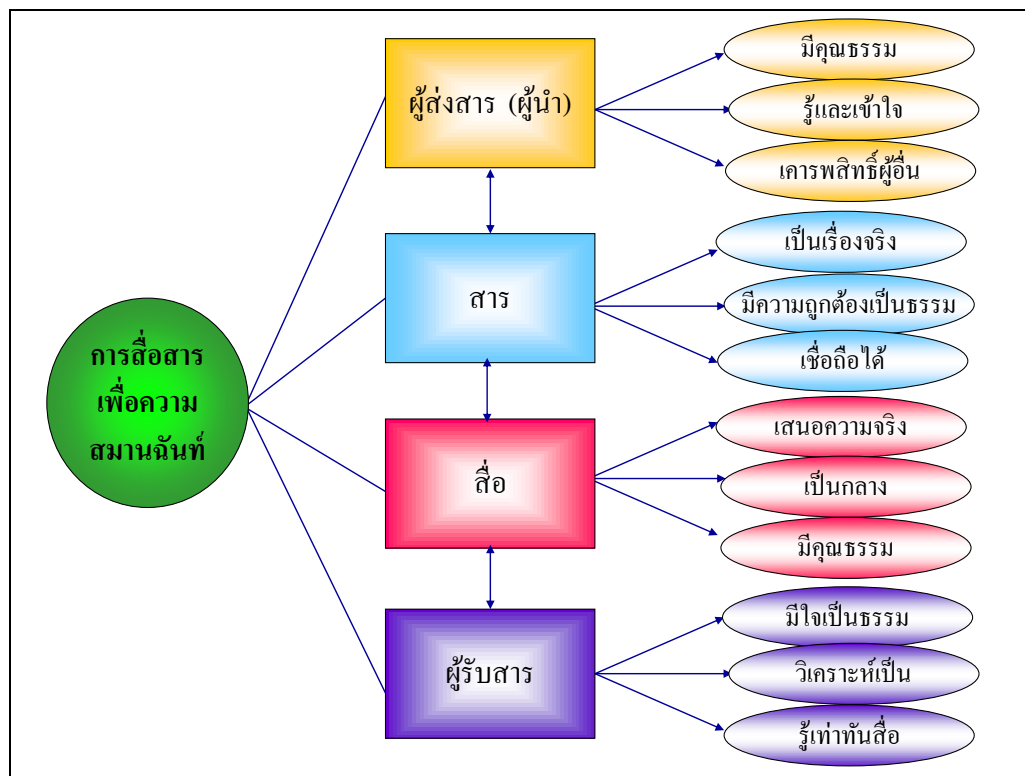 การสื่อสาร
เพื่อความ
สมานฉันท์
ผู้ส่งสาร (ผู้นำ)
มีคุณธรรม
รู้และเข้าใจ
เคารพสิทธิ์ผู้อื่น
สาร
เป็นเรื่องจริง
มีความถูกต้องเป็นธรรม
เชื่อถือได้
สื่อ
เสนอความจริง
เป็นกลาง
มีคุณธรรม
ผู้รับสาร
มีใจเป็นธรรม
วิเคราะห์เป็น
รู้เท่าทันสื่อ